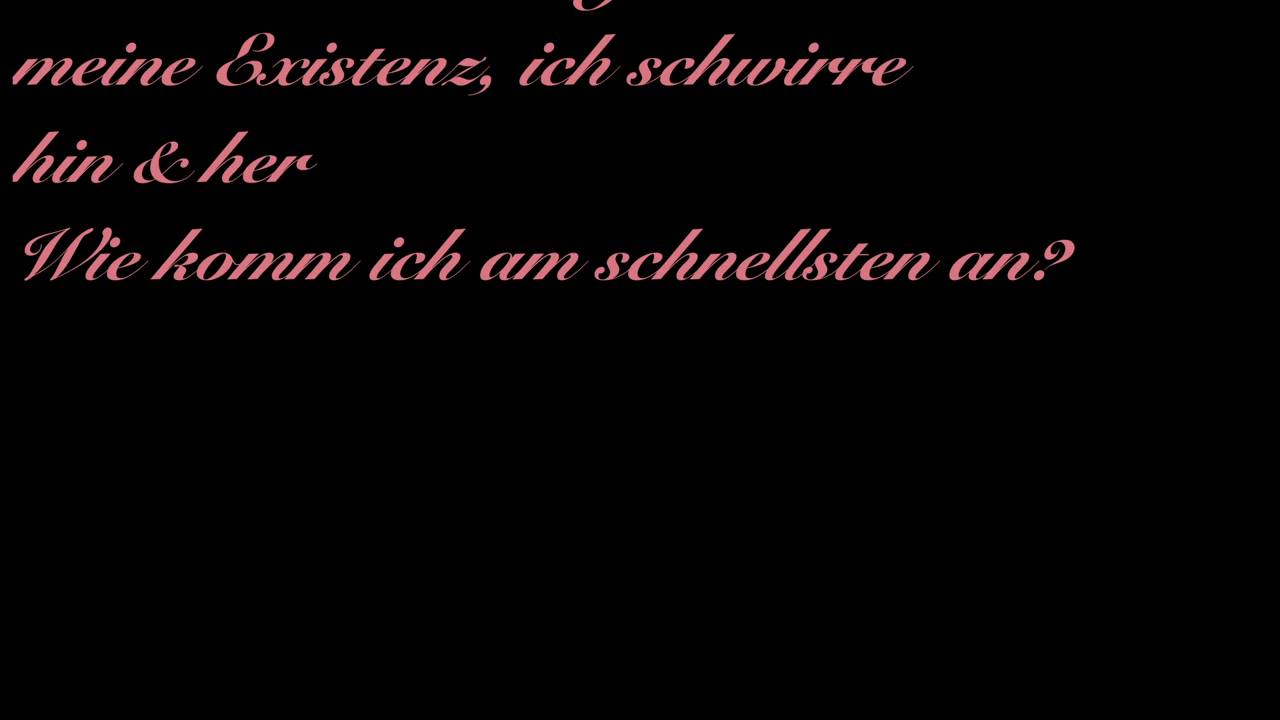 meine Existenz, ich schwirre
hin & her
Wie komm ich am schnellsten an?